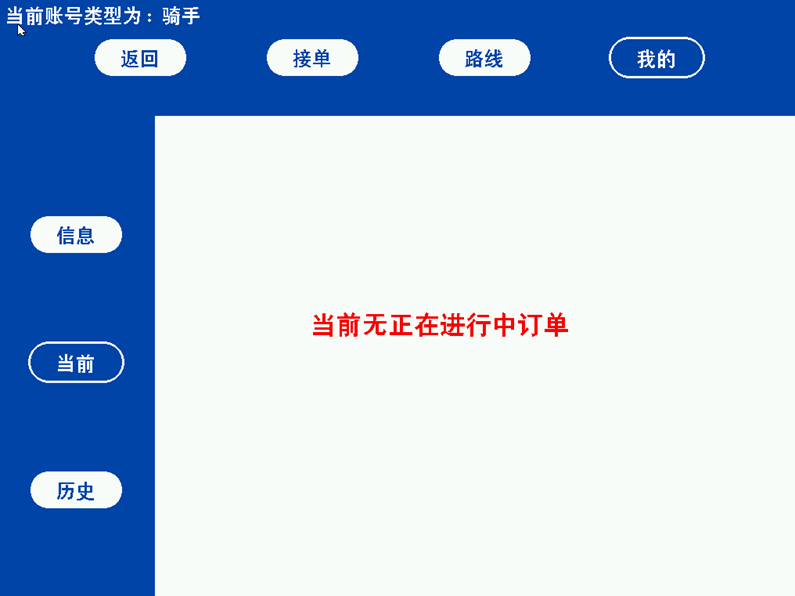 当前账号类型为：骑手
返回
接单
路线
我的
信息
当前无正在进行中订单
当前
历史